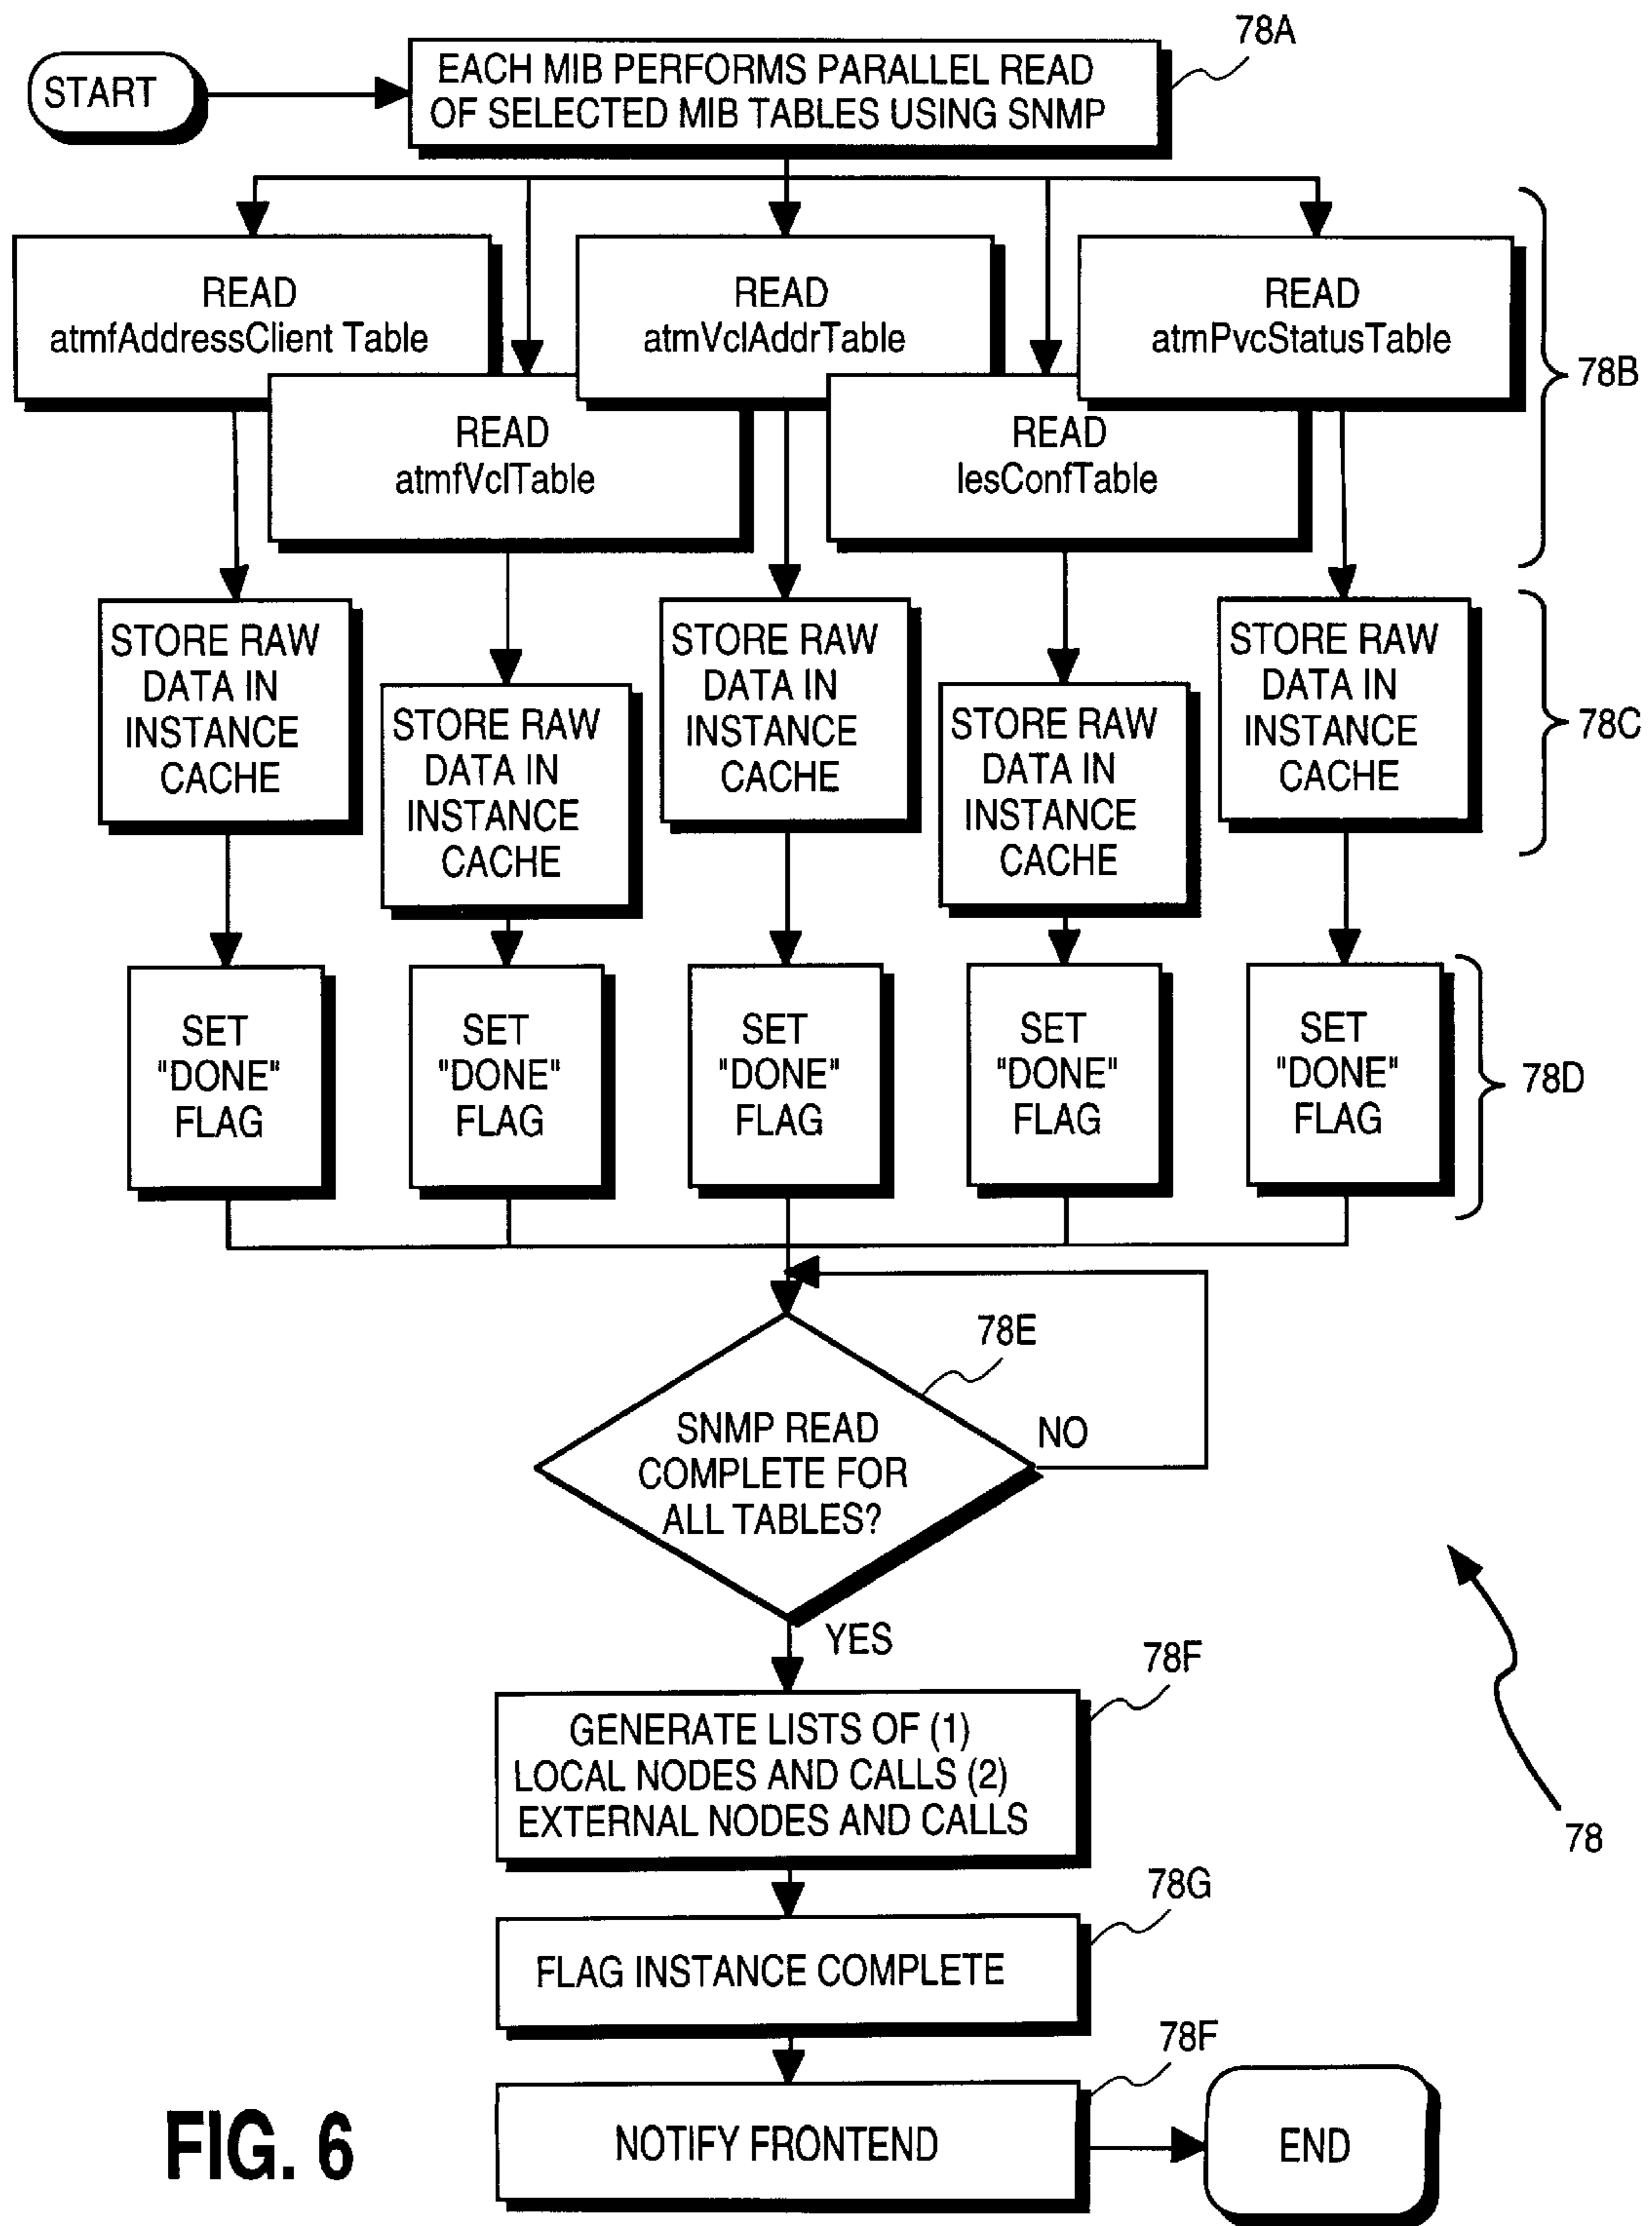 START
EACH MIB PERFORMS PARALLEL READ
OF SELECTED MIB TABLES USING SNMP
78A
READ
atmfAddressClient Table
READ
atmfVclTable
READ
atmVclAddrTable
READ
lesConfTable
READ
atmPvcStatusTable
78B
STORE RAW
DATA IN
INSTANCE
CACHE
STORE RAW
DATA IN
INSTANCE
CACHE
STORE RAW
DATA IN
INSTANCE
CACHE
STORE RAW
DATA IN
INSTANCE
CACHE
STORE RAW
DATA IN
INSTANCE
CACHE
78C
SET
"DONE"
FLAG
SET
"DONE"
FLAG
SET
"DONE"
FLAG
SET
"DONE"
FLAG
SET
"DONE"
FLAG
78D
78E
SNMP READ
COMPLETE FOR
ALL TABLES?
NO
YES
78F
GENERATE LISTS OF (1)
LOCAL NODES AND CALLS (2)
EXTERNAL NODES AND CALLS
78
78G
FLAG INSTANCE COMPLETE
78F
NOTIFY FRONTEND
END
FIG. 6